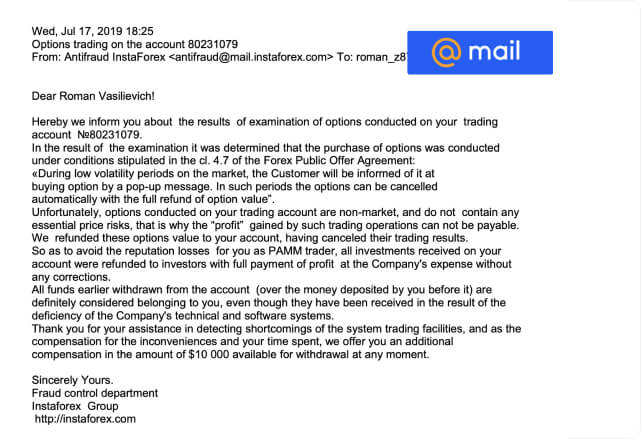 Wed, Jul 17, 2019 18:25
Options trading on the account 80231079
From: Antifraud InstaForex <antifraud@mail.instaforex.com> To: roman_z8
@ mail
Dear Roman Vasilievich!
Hereby we inform you about the results of examination of options conducted on your trading
account №80231079.
In the result of the examination it was determined that the purchase of options was conducted
under conditions stipulated in the cl. 4.7 of the Forex Public Offer Agreement:
«During low volatility periods on the market, the Customer will be informed of it at
buying option by a pop-up message. In such periods the options can be cancelled
automatically with the full refund of option value”.
Unfortunately, options conducted on your trading account are non-market, and do not contain any
essential price risks, that is why the “profit” gained by such trading operations can not be payable.
We refunded these options value to your account, having canceled their trading results.
So as to avoid the reputation losses for you as PAMM trader, all investments received on your
account were refunded to investors with full payment of profit at the Company's expense without
any corrections.
All funds earlier withdrawn from the account (over the money deposited by you before it) are
definitely considered belonging to you, even though they have been received in the result of the
deficiency of the Company's technical and software systems.
Thank you for your assistance in detecting shortcomings of the system trading facilities, and as the
compensation for the inconveniences and your time spent, we offer you an additional
compensation in the amount of $10 000 available for withdrawal at any moment.
Sincerely Yours.
Fraud control department
Instaforex Group
http://instaforex.com